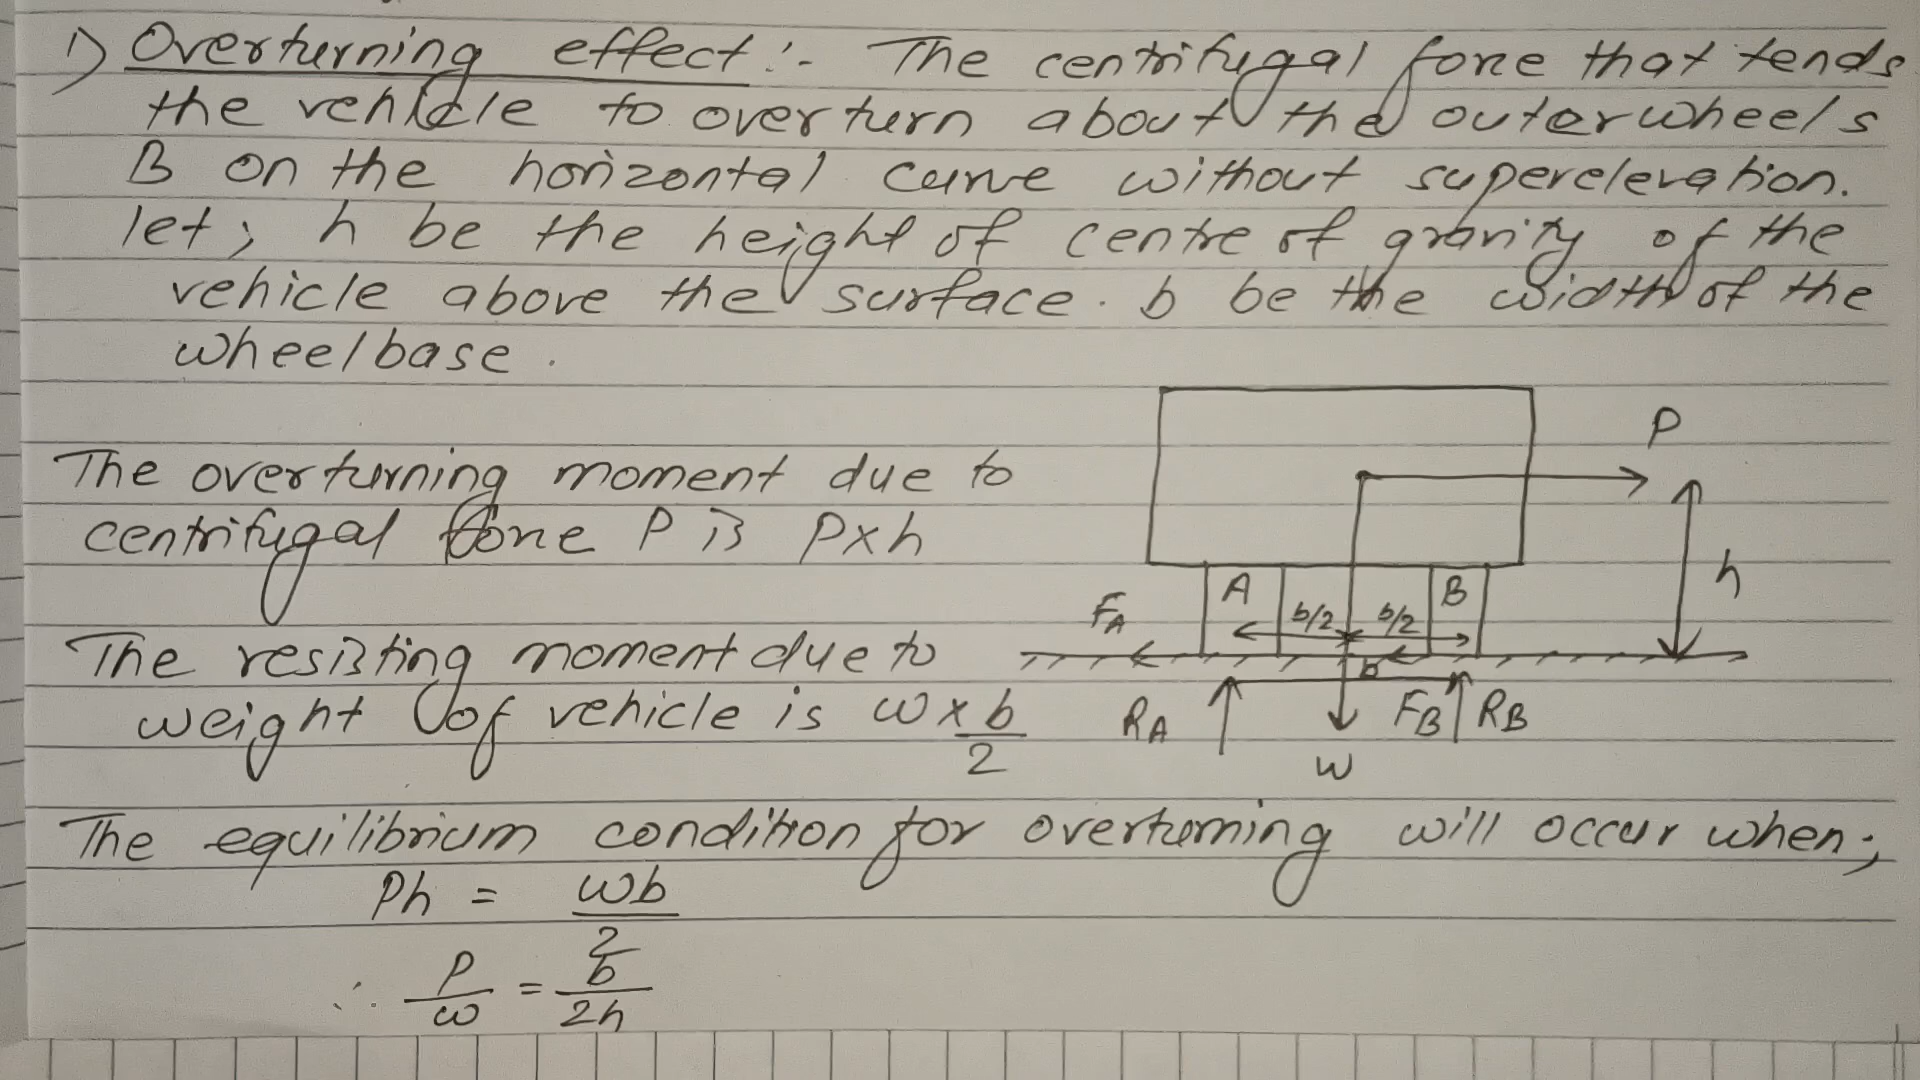 1) Overturning effect :- The centrifugal force that tends
the vehicle to overturn about the outer wheels
B on the horizontal curve without superelevation.
let, h be the height of centre of gravity of the
vehicle above the surface. b be the width of the
wheelbase.
The overturning moment due to
centrifugal force P is P×h
The resisting moment due to
weight of vehicle is W×b/2
P
h
A
B
b/2
b/2
FA
b
RA
FB
RB
W
The equilibrium condition for overturning will occur when;
Ph = Wb/2
∴ P/W = b/2h